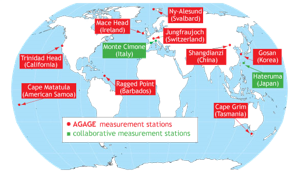 Ny-Alesund
(Svalbard)
Mace Head
(Ireland)
Jungfraujoch
(Switzerland)
Monte Cimone
(Italy)
Trinidad Head
(California)
Shangdianzi
(China)
Gosan
(Korea)
Hateruma
(Japan)
Ragged Point
(Barbados)
Cape Matatula
(American Samoa)
Cape Grim
(Tasmania)
AGAGE measurement stations
collaborative measurement stations